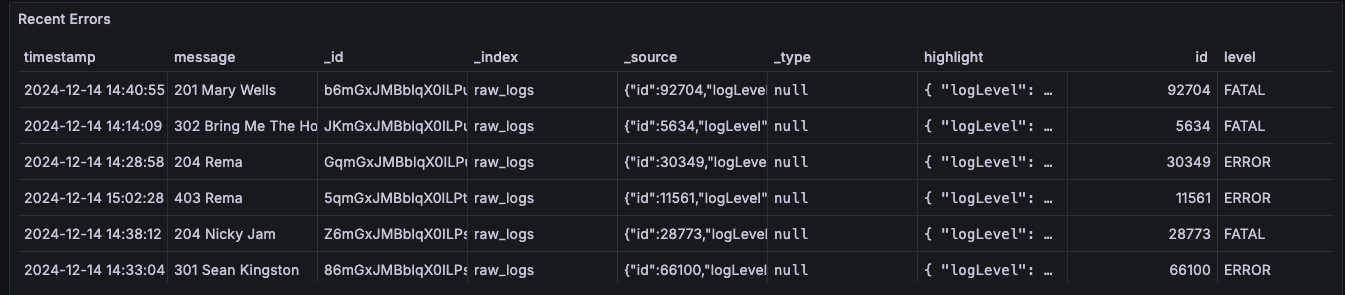 Recent Errors
timestamp message _id _index _source _type highlight id level
2024-12-14 14:40:55 201 Mary Wells b6mGxJMBblqX0ILPu raw_logs {"id":92704,"logLevel null { "logLevel": … 92704 FATAL
2024-12-14 14:14:09 302 Bring Me The Ho JKmGxJMBblqX0ILPu raw_logs {"id":5634,"logLevel" null { "logLevel": … 5634 FATAL
2024-12-14 14:28:58 204 Rema GqmGxJMBblqX0ILPu raw_logs {"id":30349,"logLeve null { "logLevel": … 30349 ERROR
2024-12-14 15:02:28 403 Rema 5qmGxJMBblqX0ILPt raw_logs {"id":11561,"logLevel" null { "logLevel": … 11561 ERROR
2024-12-14 14:38:12 204 Nicky Jam Z6mGxJMBblqX0ILPs raw_logs {"id":28773,"logLeve null { "logLevel": … 28773 FATAL
2024-12-14 14:33:04 301 Sean Kingston 86mGxJMBblqX0ILPs raw_logs {"id":66100,"logLeve null { "logLevel": … 66100 ERROR